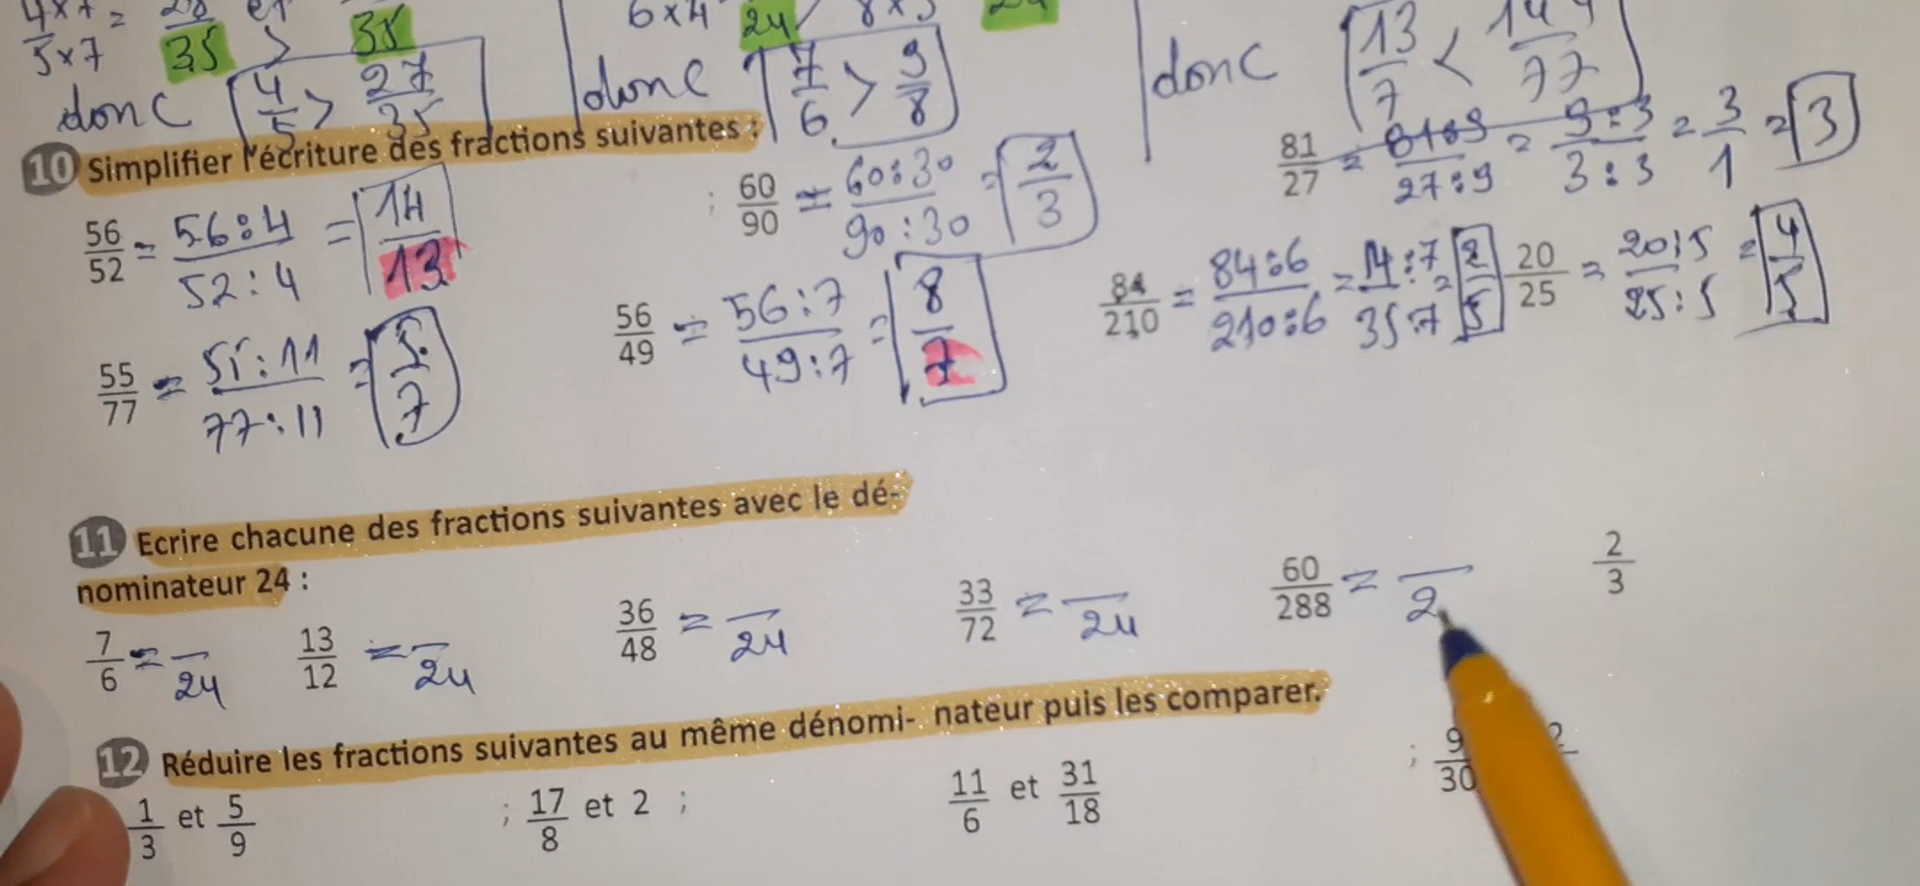 4×7/5×7 = 28/35 et 35
6×4 24 8×3
donc 4/5 > 27/35
donc 7/6 > 9/8
donc 13/7 < 77
10 Simplifier l'écriture des fractions suivantes :
56/52 = 56:4/52:4 = 14/13
; 60/90 = 60:30/90:30 = 2/3
81/27 = 81:9/27:9 = 9:3/3:3 = 3/1 = 3
55/77 = 55:11/77:11 = 5/7
56/49 = 56:7/49:7 = 8/7
84/210 = 84:6/210:6 = 14:7/35:7 = 2/5
20/25 = 20:5/25:5 = 4/5
11 Ecrire chacune des fractions suivantes avec le dé-
nominateur 24 :
7/6 = /24
13/12 = /24
36/48 = /24
33/72 = /24
60/288 = /2
2/3
12 Réduire les fractions suivantes au même dénomi- nateur puis les comparer.
1/3 et 5/9
; 17/8 et 2 ;
11/6 et 31/18
; 9/30 2